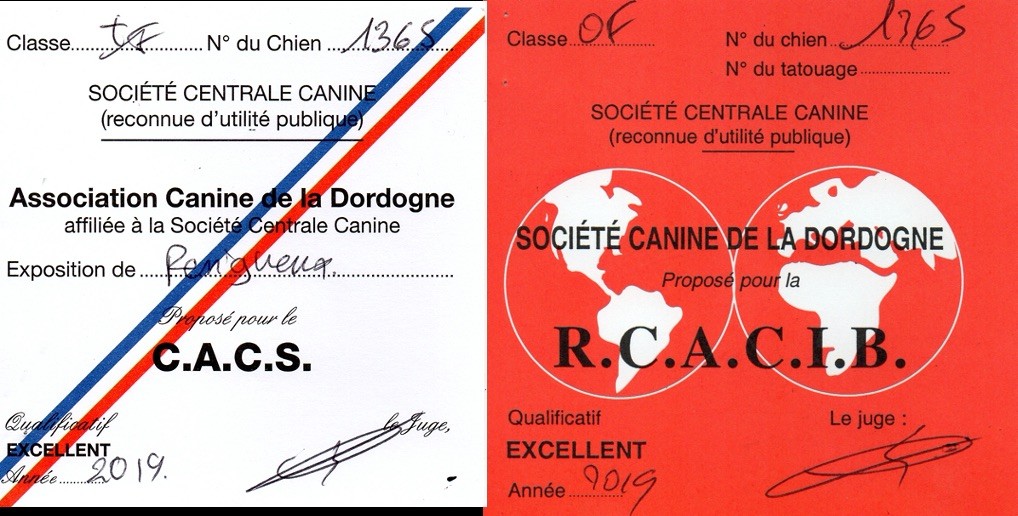 Classe.................. N° du Chien ...1365
SOCIÉTÉ CENTRALE CANINE
(reconnue d'utilité publique)
Association Canine de la Dordogne
affiliée à la Société Centrale Canine
Exposition de ....Perigueux.............
Proposé pour le
C.A.C.S.
Qualificatif le Juge,
EXCELLENT
Année..........2019.
Classe OF N° du chien 1365
N° du tatouage ..................
SOCIÉTÉ CENTRALE CANINE
(reconnue d'utilité publique)
SOCIÉTÉ CANINE DE LA DORDOGNE
Proposé pour la
R.C.A.C.I.B.
Qualificatif Le juge :
EXCELLENT
Année ..........2019